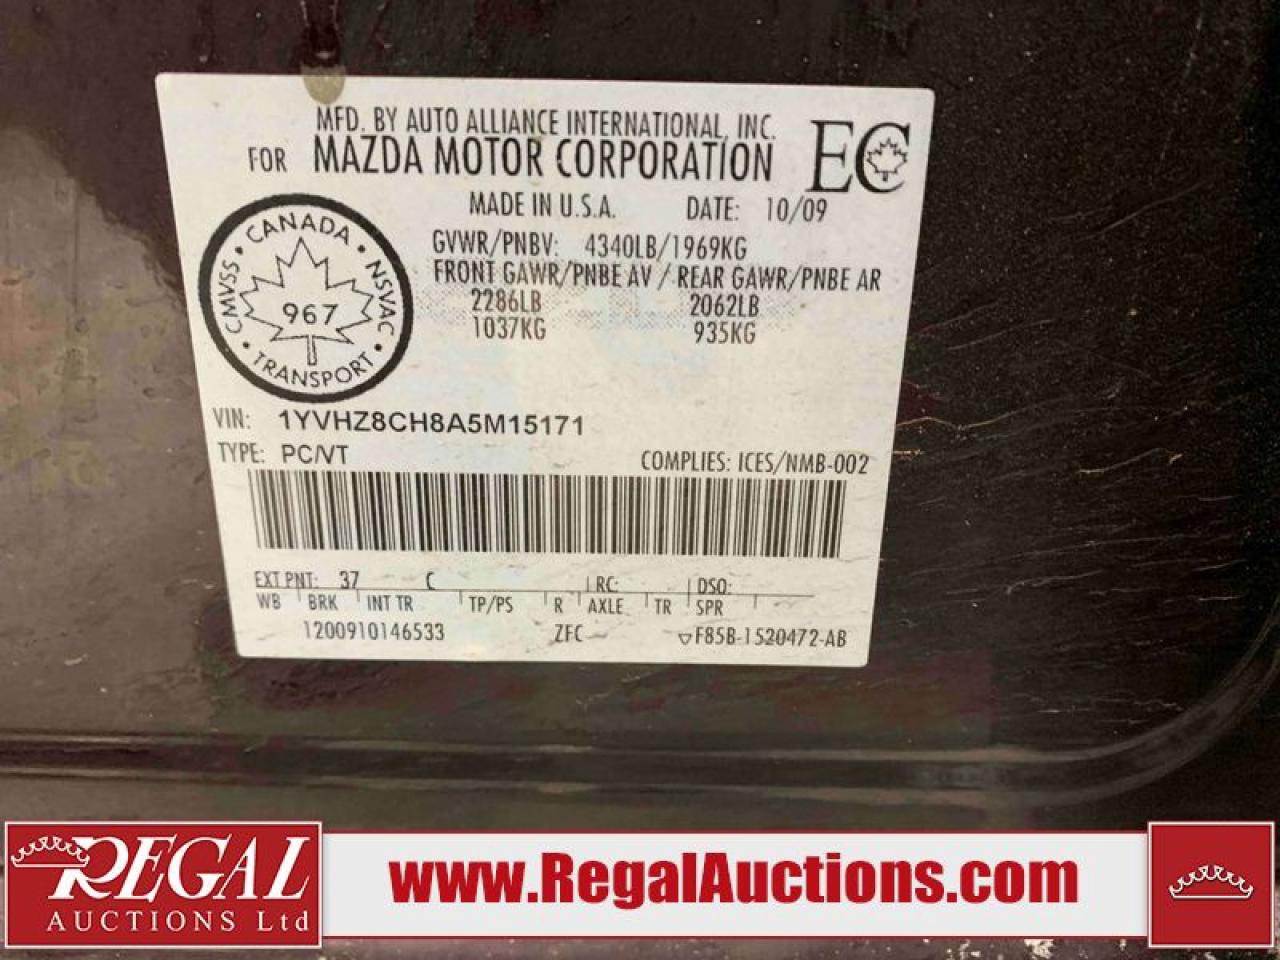 MFD. BY AUTO ALLIANCE INTERNATIONAL, INC.
FOR MAZDA MOTOR CORPORATION
EC
MADE IN U.S.A. DATE: 10/09
GVWR/PNBV: 4340LB/1969KG
FRONT GAWR/PNBE AV / REAR GAWR/PNBE AR
2286LB 2062LB
1037KG 935KG
CANADA
CMVSS • NSVAC
967
TRANSPORT
VIN: 1YVHZ8CH8A5M15171
TYPE: PC/VT
COMPLIES: ICES/NMB-002
EXT PNT: 37 C RC: DSO:
WB BRK INT TR TP/PS R AXLE TR SPR
1200910146533 ZFC F85B-1520472-AB
REGAL
AUCTIONS Ltd
www.RegalAuctions.com